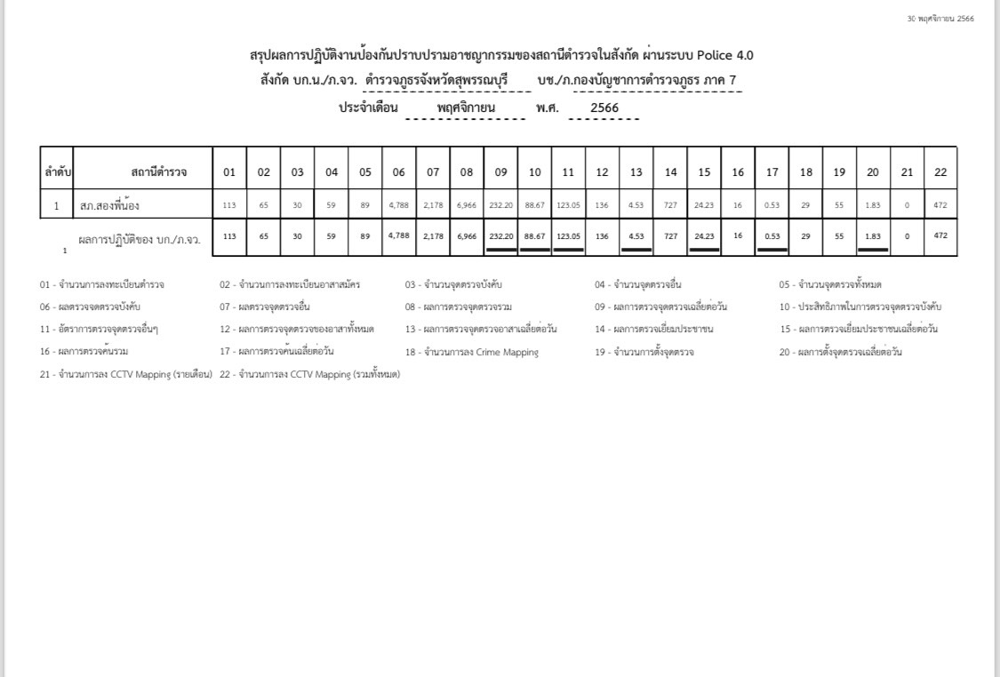 30 พฤศจิกายน 2566
สรุปผลการปฏิบัติงานป้องกันปราบปรามอาชญากรรมของสถานีตำรวจในสังกัด ผ่านระบบ Police 4.0
สังกัด บก.น./ภ.จว. ตำรวจภูธรจังหวัดสุพรรณบุรี บช./ภ.กองบัญชาการตำรวจภูธร ภาค 7
ประจำเดือน พฤศจิกายน พ.ศ. 2566
ลำดับ สถานีตำรวจ 01 02 03 04 05 06 07 08 09 10 11 12 13 14 15 16 17 18 19 20 21 22
1 สภ.สองพี่น้อง 113 65 30 59 89 4,788 2,178 6,966 232.20 88.67 123.05 136 4.53 727 24.23 16 0.53 29 55 1.83 0 472
ผลการปฏิบัติของ บก./ภ.จว. 113 65 30 59 89 4,788 2,178 6,966 232.20 88.67 123.05 136 4.53 727 24.23 16 0.53 29 55 1.83 0 472
1
01 - จำนวนการลงทะเบียนตำรวจ 02 - จำนวนการลงทะเบียนอาสาสมัคร 03 - จำนวนจุดตรวจบังคับ 04 - จำนวนจุดตรวจอื่น 05 - จำนวนจุดตรวจทั้งหมด
06 - ผลตรวจจุดตรวจบังคับ 07 - ผลตรวจจุดตรวจอื่น 08 - ผลการตรวจจุดตรวจรวม 09 - ผลการตรวจจุดตรวจเฉลี่ยต่อวัน 10 - ประสิทธิภาพในการตรวจจุดตรวจบังคับ
11 - อัตราการตรวจจุดตรวจอื่นๆ 12 - ผลการตรวจจุดตรวจของอาสาทั้งหมด 13 - ผลการตรวจจุดตรวจอาสาเฉลี่ยต่อวัน 14 - ผลการตรวจเยี่ยมประชาชน 15 - ผลการตรวจเยี่ยมประชาชนเฉลี่ยต่อวัน
16 - ผลการตรวจค้นรวม 17 - ผลการตรวจค้นเฉลี่ยต่อวัน 18 - จำนวนการลง Crime Mapping 19 - จำนวนการตั้งจุดตรวจ 20 - ผลการตั้งจุดตรวจเฉลี่ยต่อวัน
21 - จำนวนการลง CCTV Mapping (รายเดือน) 22 - จำนวนการลง CCTV Mapping (รวมทั้งหมด)